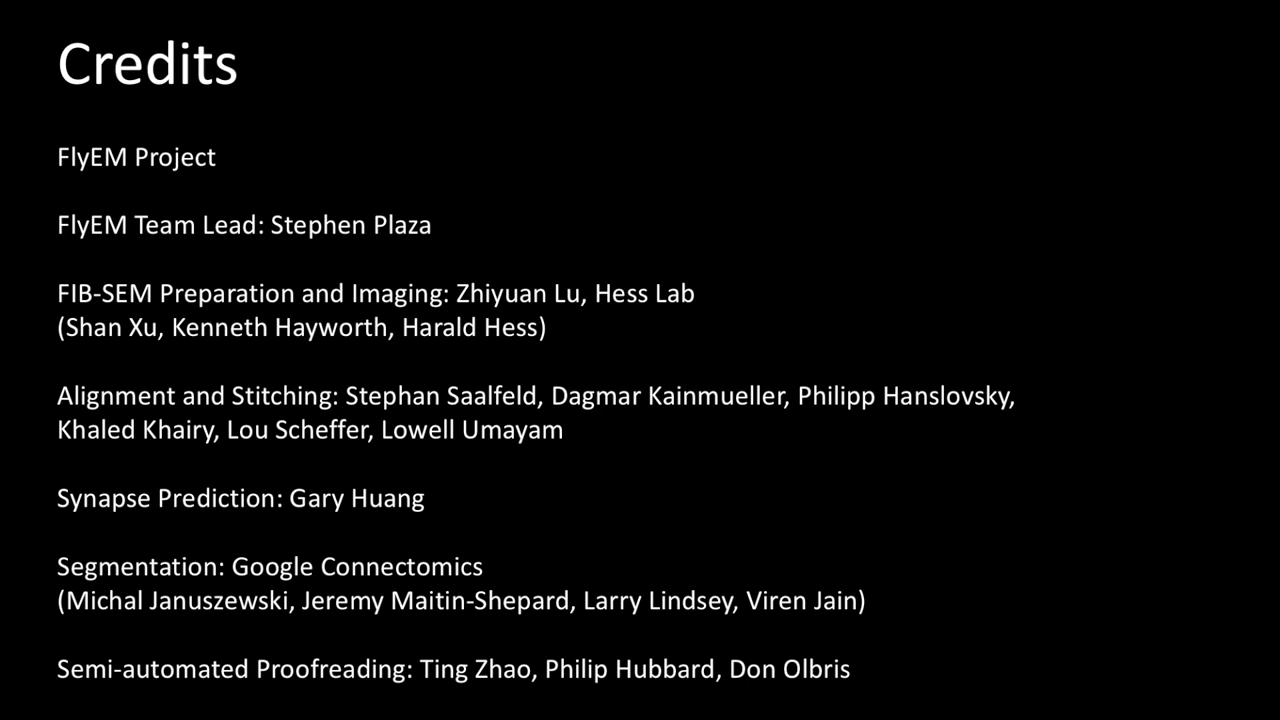 Credits
FlyEM Project
FlyEM Team Lead: Stephen Plaza
FIB-SEM Preparation and Imaging: Zhiyuan Lu, Hess Lab
(Shan Xu, Kenneth Hayworth, Harald Hess)
Alignment and Stitching: Stephan Saalfeld, Dagmar Kainmueller, Philipp Hanslovsky,
Khaled Khairy, Lou Scheffer, Lowell Umayam
Synapse Prediction: Gary Huang
Segmentation: Google Connectomics
(Michal Januszewski, Jeremy Maitin-Shepard, Larry Lindsey, Viren Jain)
Semi-automated Proofreading: Ting Zhao, Philip Hubbard, Don Olbris